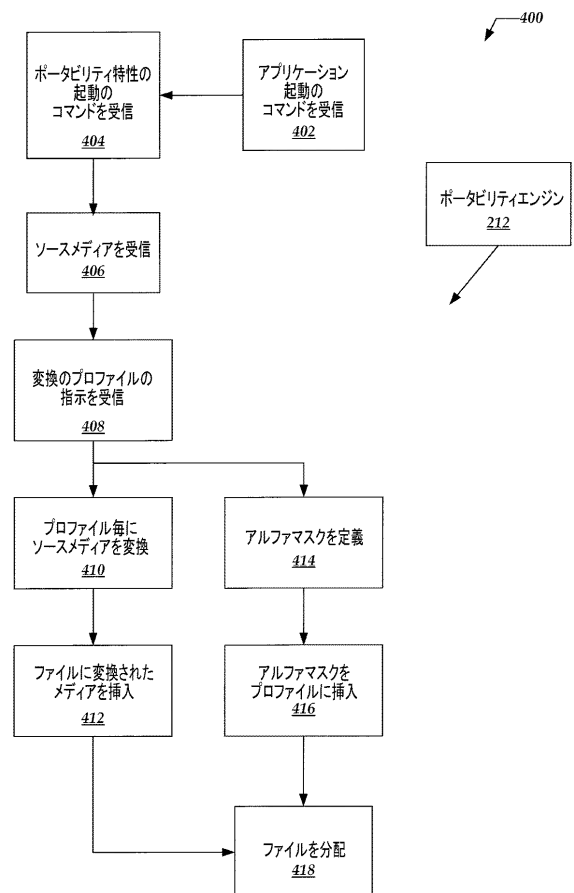 400
ポータビリティ特性の
起動の
コマンドを受信
404
アプリケーション
起動の
コマンドを受信
402
ポータビリティエンジン
212
ソースメディアを受信
406
変換のプロファイルの
指示を受信
408
プロファイル毎に
ソースメディアを変換
410
アルファマスクを定義
414
ファイルに変換された
メディアを挿入
412
アルファマスクを
プロファイルに挿入
416
ファイルを分配
418